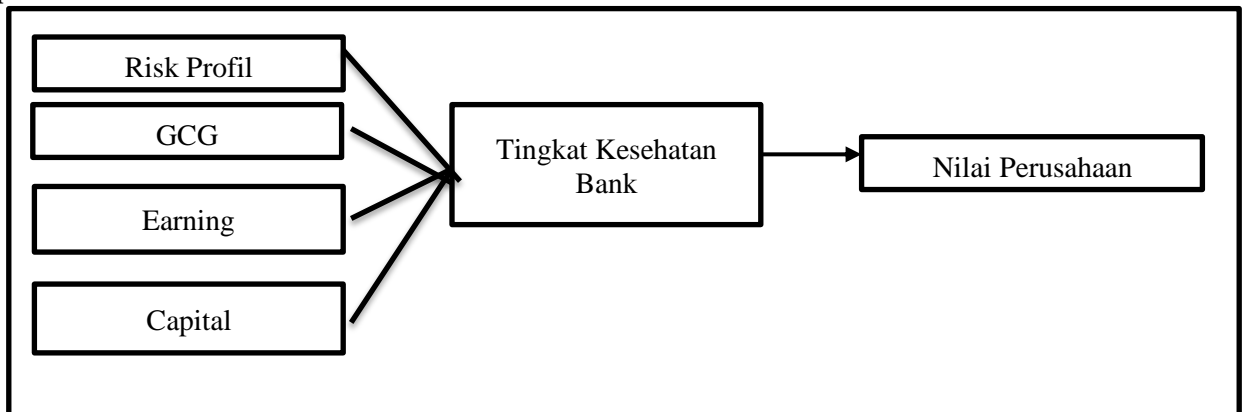 Risk Profil
GCG
Earning
Capital
Tingkat Kesehatan
Bank
Nilai Perusahaan